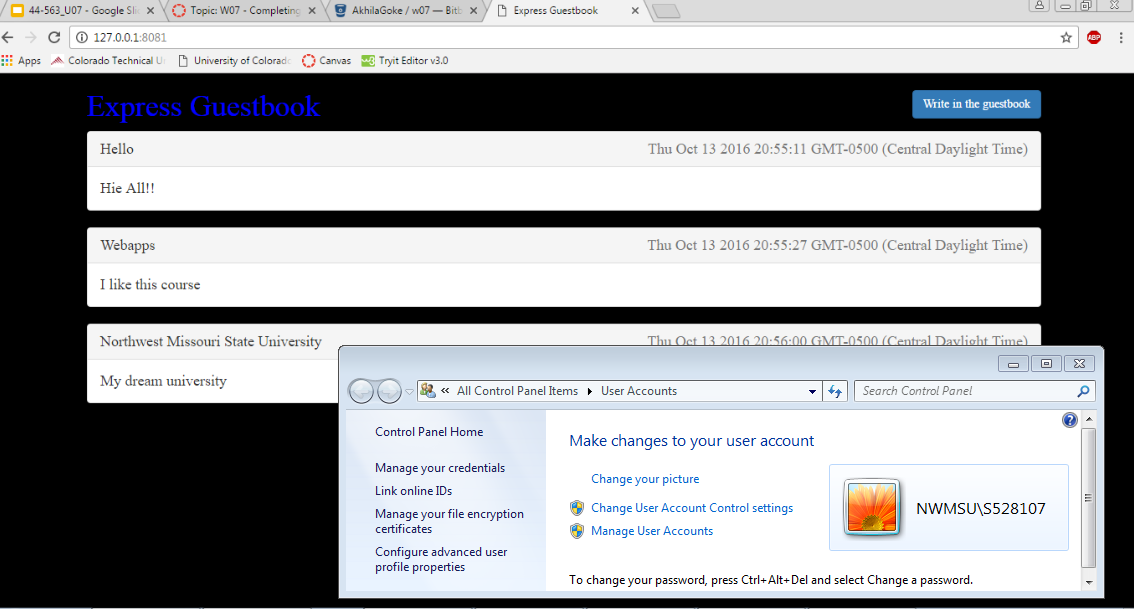 44-563_U07 - Google Sli
Topic: W07 - Completing
AkhilaGoke / w07 — Bitb
Express Guestbook
127.0.0.1:8081
ABP
Apps
Colorado Technical U
University of Colorado
Canvas
w3
Tryit Editor v3.0
Express Guestbook
Write in the guestbook
Hello
Thu Oct 13 2016 20:55:11 GMT-0500 (Central Daylight Time)
Hie All!!
Webapps
Thu Oct 13 2016 20:55:27 GMT-0500 (Central Daylight Time)
I like this course
Northwest Missouri State University
Thu Oct 13 2016 20:56:00 GMT-0500 (Central Daylight Time)
My dream university
« All Control Panel Items ▸ User Accounts
Search Control Panel
Control Panel Home
Manage your credentials
Link online IDs
Manage your file encryption
certificates
Configure advanced user
profile properties
Make changes to your user account
Change your picture
Change User Account Control settings
Manage User Accounts
NWMSU\S528107
To change your password, press Ctrl+Alt+Del and select Change a password.